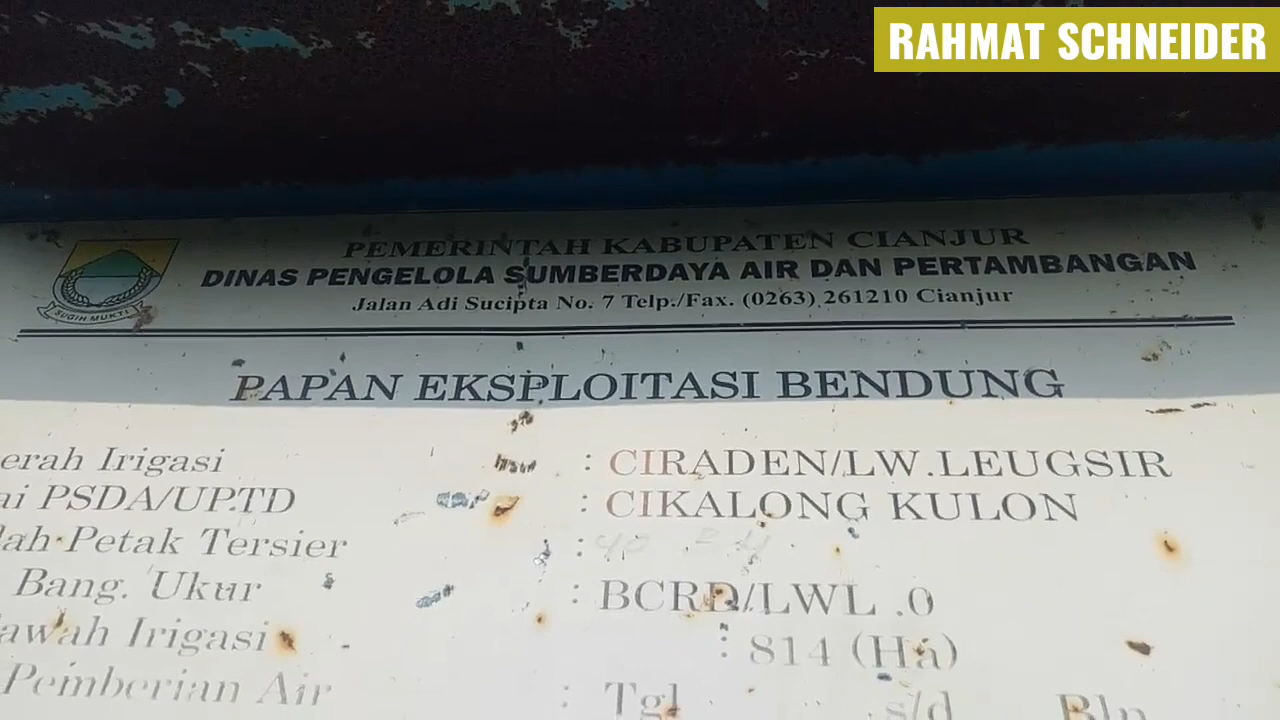 RAHMAT SCHNEIDER
PEMERINTAH KABUPATEN CIANJUR
DINAS PENGELOLA SUMBERDAYA AIR DAN PERTAMBANGAN
Jalan Adi Sucipta No. 7 Telp./Fax. (0263) 261210 Cianjur
SUGIH MUKTI
PAPAN EKSPLOITASI BENDUNG
erah Irigasi : CIRADEN/LW.LEUGSIR
ai PSDA/UPTD : CIKALONG KULON
lah Petak Tersier :
Bang. Ukur : BCRD/LWL .0
awah Irigasi : 814 (Ha)
Pemberian Air : Tgl s/d Bln